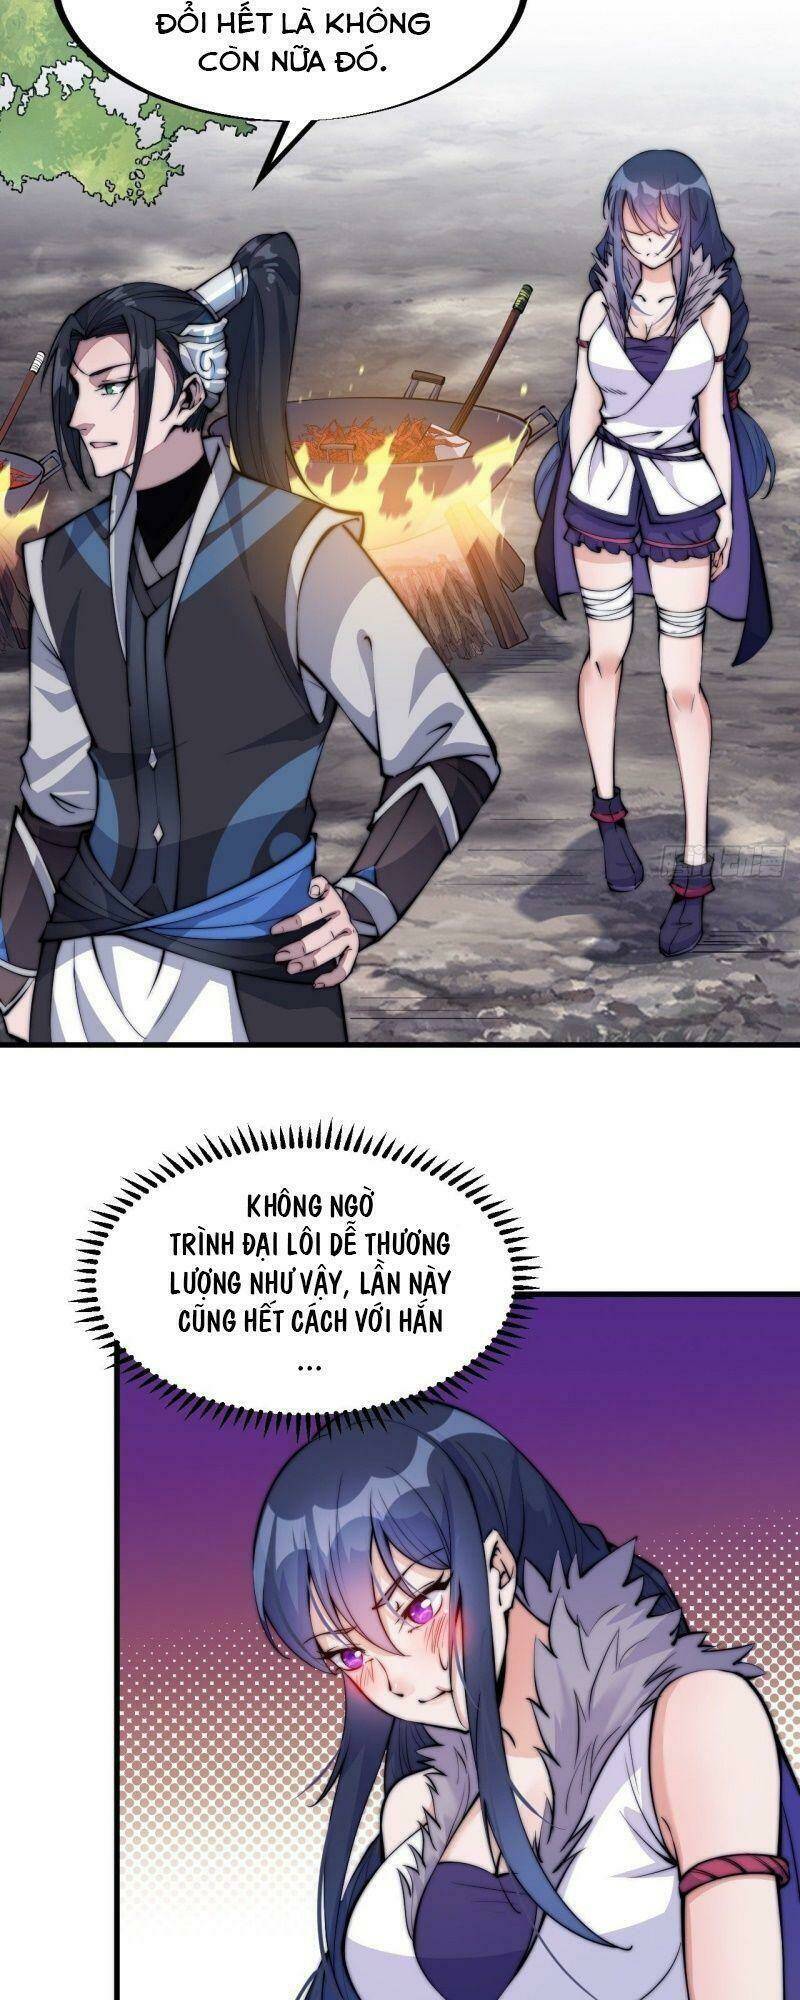 ĐỔI HẾT LÀ KHÔNG
CÒN NỮA ĐÓ.
KHÔNG NGỜ
TRÌNH ĐẠI LÔI DỄ THƯƠNG
LƯỢNG NHƯ VẬY, LẦN NÀY
CŨNG HẾT CÁCH VỚI HẮN
...